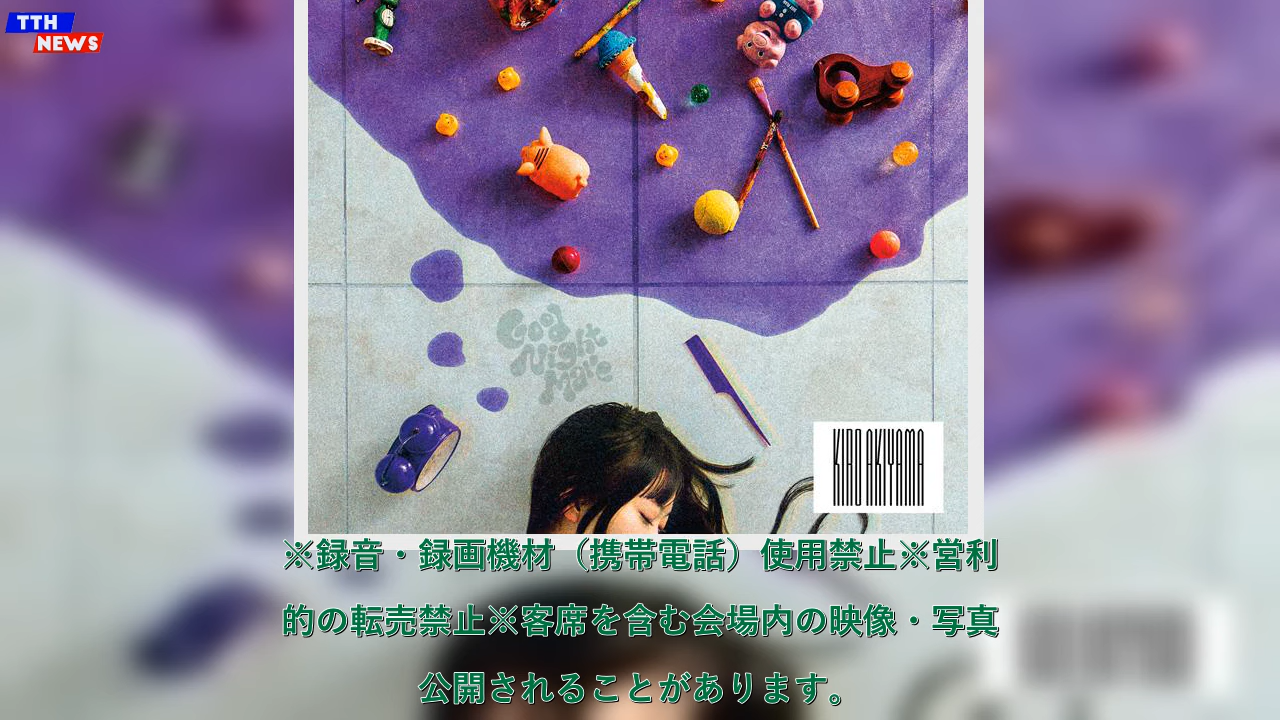 TTH
NEWS
Good
Night
Mare
KIRO AKIYAMA
※録音・録画機材（携帯電話）使用禁止※営利
的の転売禁止※客席を含む会場内の映像・写真
公開されることがあります。